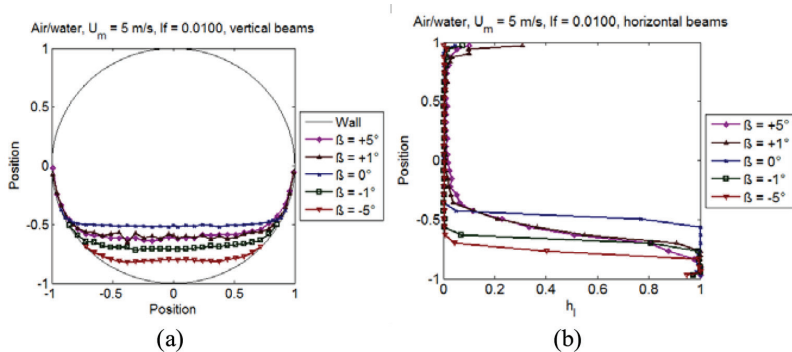 Air/water, U_m = 5 m/s, lf = 0.0100, vertical beams
1
0.5
0
-0.5
-1
-1 -0.5 0 0.5 1
Position
Position
Wall
ß = +5°
ß = +1°
ß = 0°
ß = -1°
ß = -5°
(a)
Air/water, U_m = 5 m/s, lf = 0.0100, horizontal beams
1
0.5
0
-0.5
-1
0 0.2 0.4 0.6 0.8 1
Position
h_l
ß = +5°
ß = +1°
ß = 0°
ß = -1°
ß = -5°
(b)